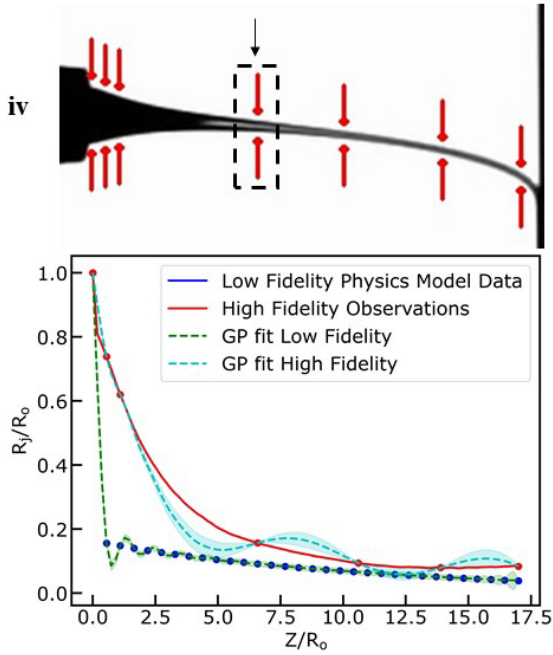 iv
Low Fidelity Physics Model Data
High Fidelity Observations
GP fit Low Fidelity
GP fit High Fidelity
1.0
0.8
0.6
0.4
0.2
0.0
Rj/Ro
0.0 2.5 5.0 7.5 10.0 12.5 15.0 17.5
Z/Ro